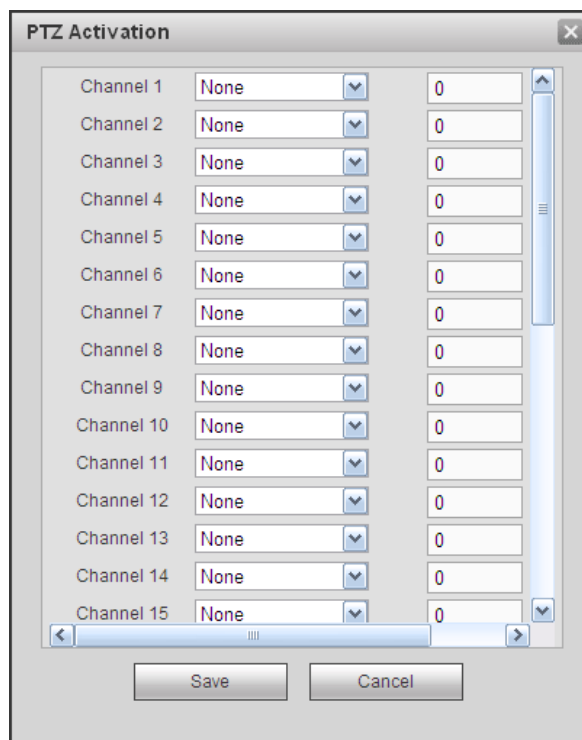 PTZ Activation
Channel 1 None 0
Channel 2 None 0
Channel 3 None 0
Channel 4 None 0
Channel 5 None 0
Channel 6 None 0
Channel 7 None 0
Channel 8 None 0
Channel 9 None 0
Channel 10 None 0
Channel 11 None 0
Channel 12 None 0
Channel 13 None 0
Channel 14 None 0
Channel 15 None 0
Save Cancel